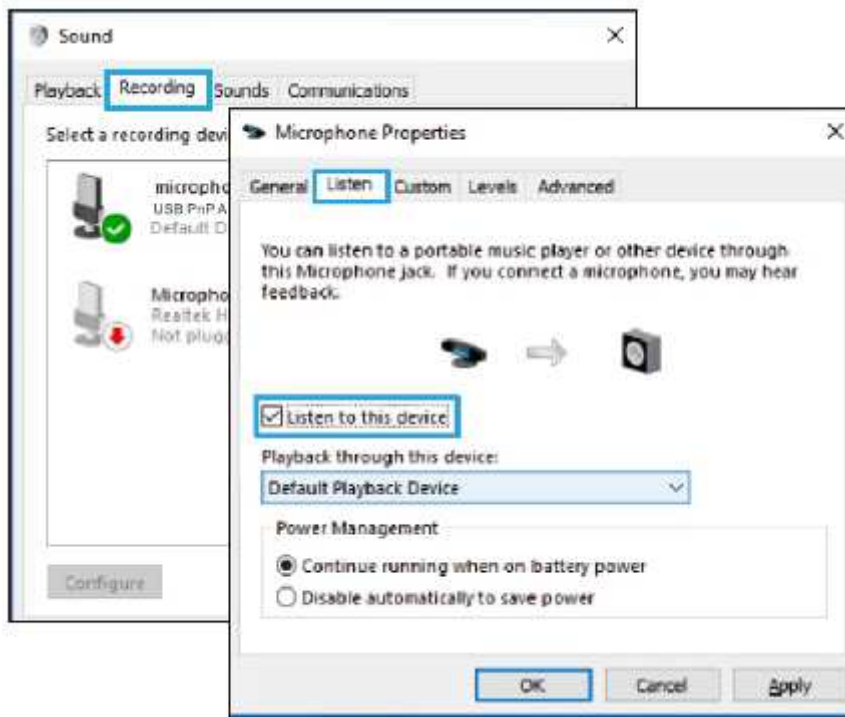 Sound
Playback Recording Sounds Communications
Select a recording devi
micropho
USB PnP A
Default D
Micropho
Realtek H
Not plugg
Configure
Microphone Properties
General Listen Custom Levels Advanced
You can listen to a portable music player or other device through
this Microphone jack. If you connect a microphone, you may hear
feedback.
Listen to this device
Playback through this device:
Default Playback Device
Power Management
Continue running when on battery power
Disable automatically to save power
OK Cancel Apply